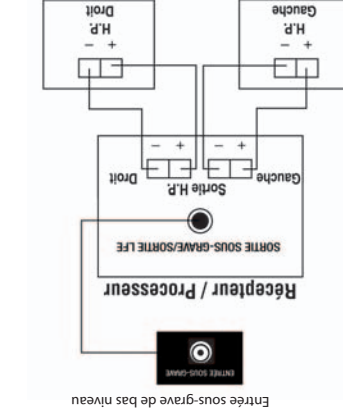 Entrée sous-grave de bas niveau
ENTRÉE SOUS-GRAVE
Récepteur / Processeur
SORTIE SOUS-GRAVE/SORTIE LFE
Gauche Sortie H.P. Droit
+ − + −
+ − + −
H.P. H.P.
Gauche Droit